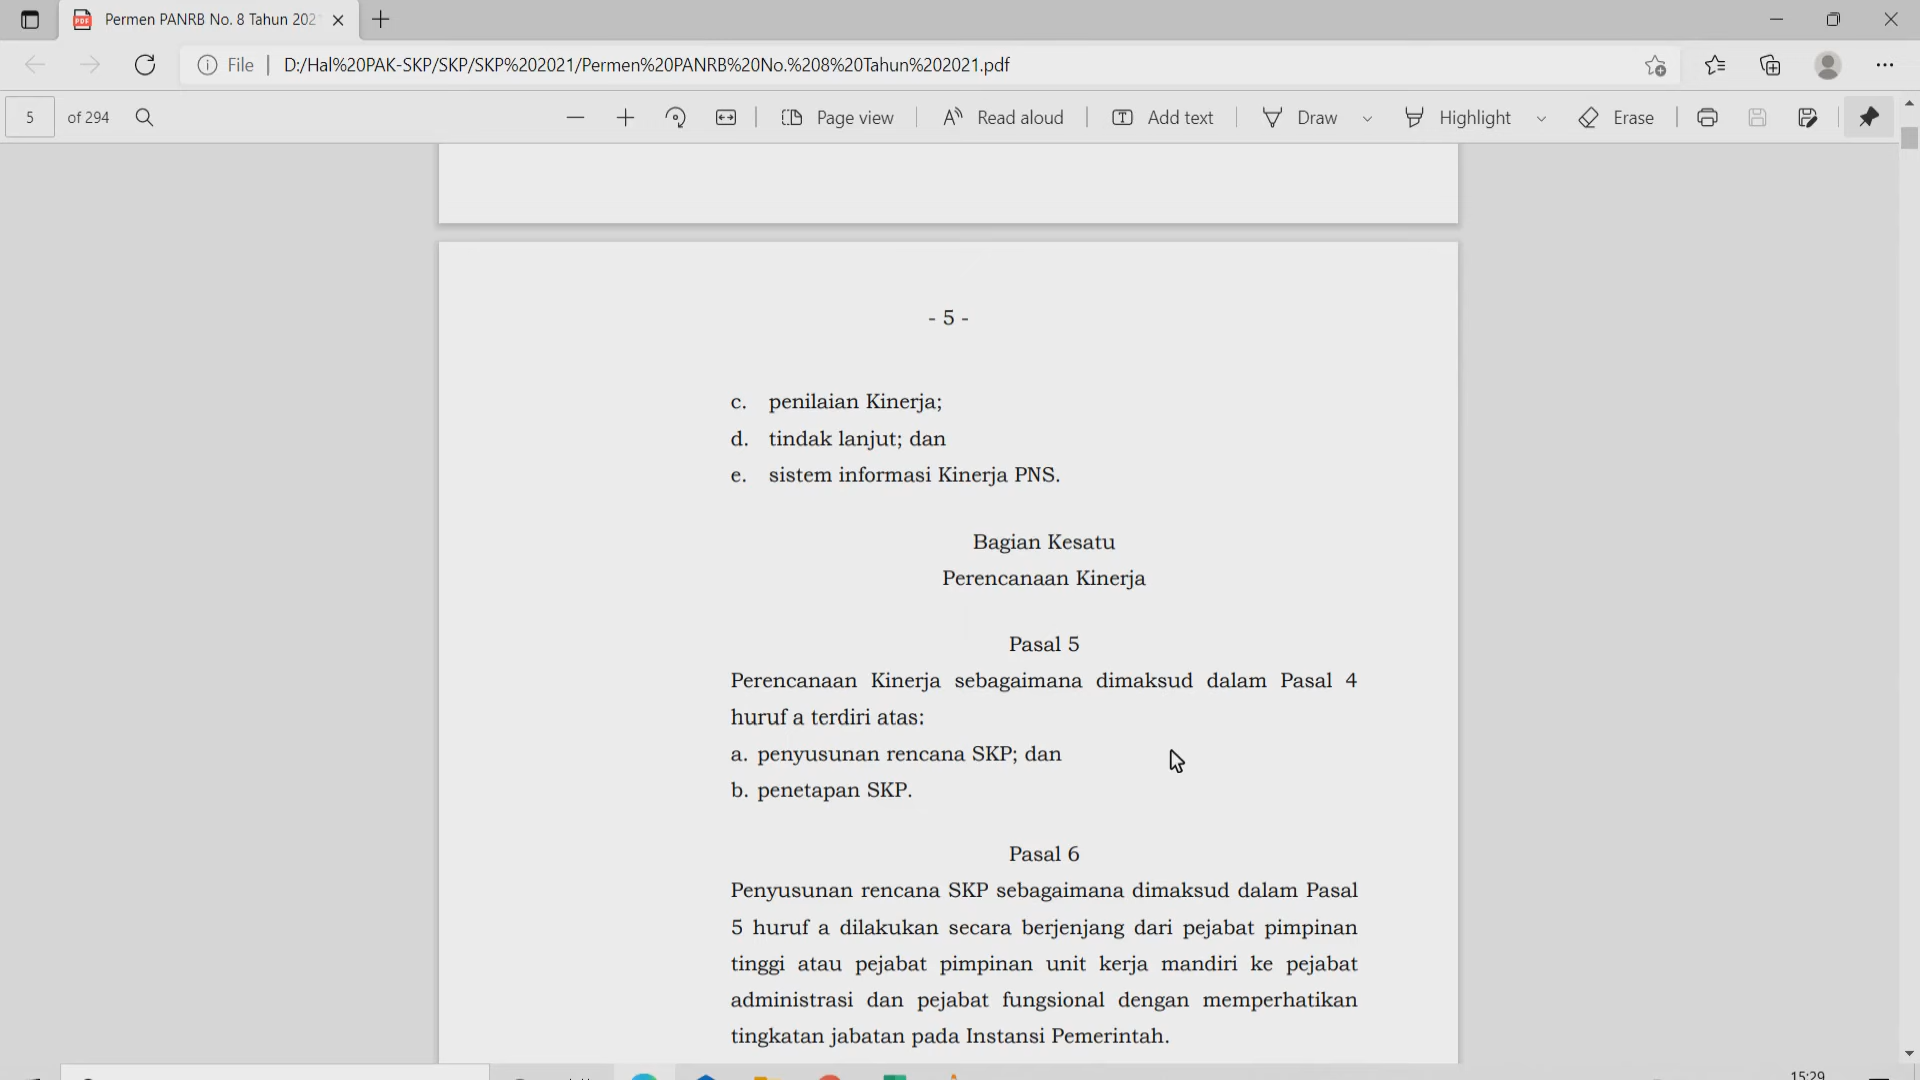 Permen PANRB No. 8 Tahun 202
File
D:/Hal%20PAK-SKP/SKP/SKP%202021/Permen%20PANRB%20No.%208%20Tahun%202021.pdf
5 of 294
Page view
Read aloud
Add text
Draw
Highlight
Erase
- 5 -
c. penilaian Kinerja;
d. tindak lanjut; dan
e. sistem informasi Kinerja PNS.
Bagian Kesatu
Perencanaan Kinerja
Pasal 5
Perencanaan Kinerja sebagaimana dimaksud dalam Pasal 4
huruf a terdiri atas:
a. penyusunan rencana SKP; dan
b. penetapan SKP.
Pasal 6
Penyusunan rencana SKP sebagaimana dimaksud dalam Pasal
5 huruf a dilakukan secara berjenjang dari pejabat pimpinan
tinggi atau pejabat pimpinan unit kerja mandiri ke pejabat
administrasi dan pejabat fungsional dengan memperhatikan
tingkatan jabatan pada Instansi Pemerintah.
15:29